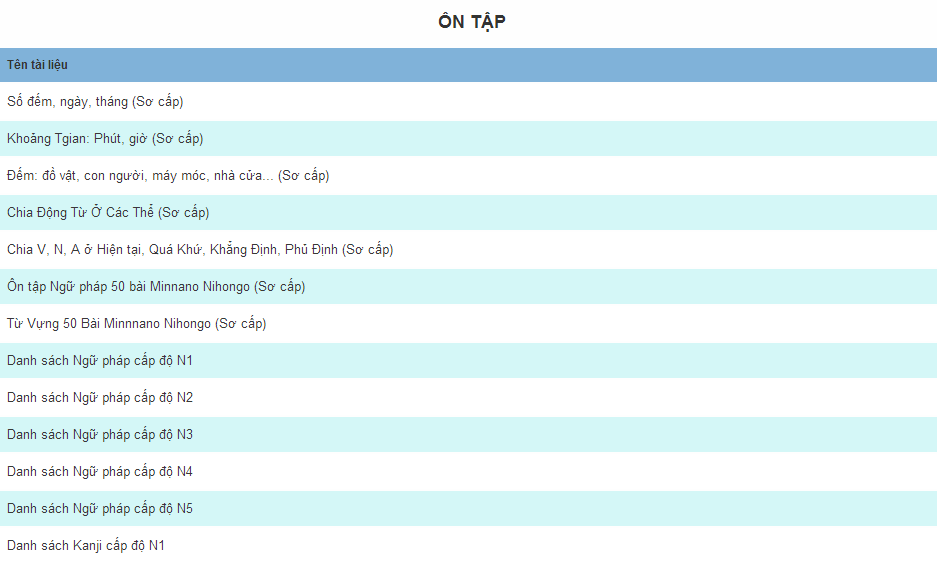 ÔN TẬP
Tên tài liệu
Số đếm, ngày, tháng (Sơ cấp)
Khoảng Tgian: Phút, giờ (Sơ cấp)
Đếm: đồ vật, con người, máy móc, nhà cửa... (Sơ cấp)
Chia Động Từ Ở Các Thể (Sơ cấp)
Chia V, N, A ở Hiện tại, Quá Khứ, Khẳng Định, Phủ Định (Sơ cấp)
Ôn tập Ngữ pháp 50 bài Minnano Nihongo (Sơ cấp)
Từ Vựng 50 Bài Minnnano Nihongo (Sơ cấp)
Danh sách Ngữ pháp cấp độ N1
Danh sách Ngữ pháp cấp độ N2
Danh sách Ngữ pháp cấp độ N3
Danh sách Ngữ pháp cấp độ N4
Danh sách Ngữ pháp cấp độ N5
Danh sách Kanji cấp độ N1